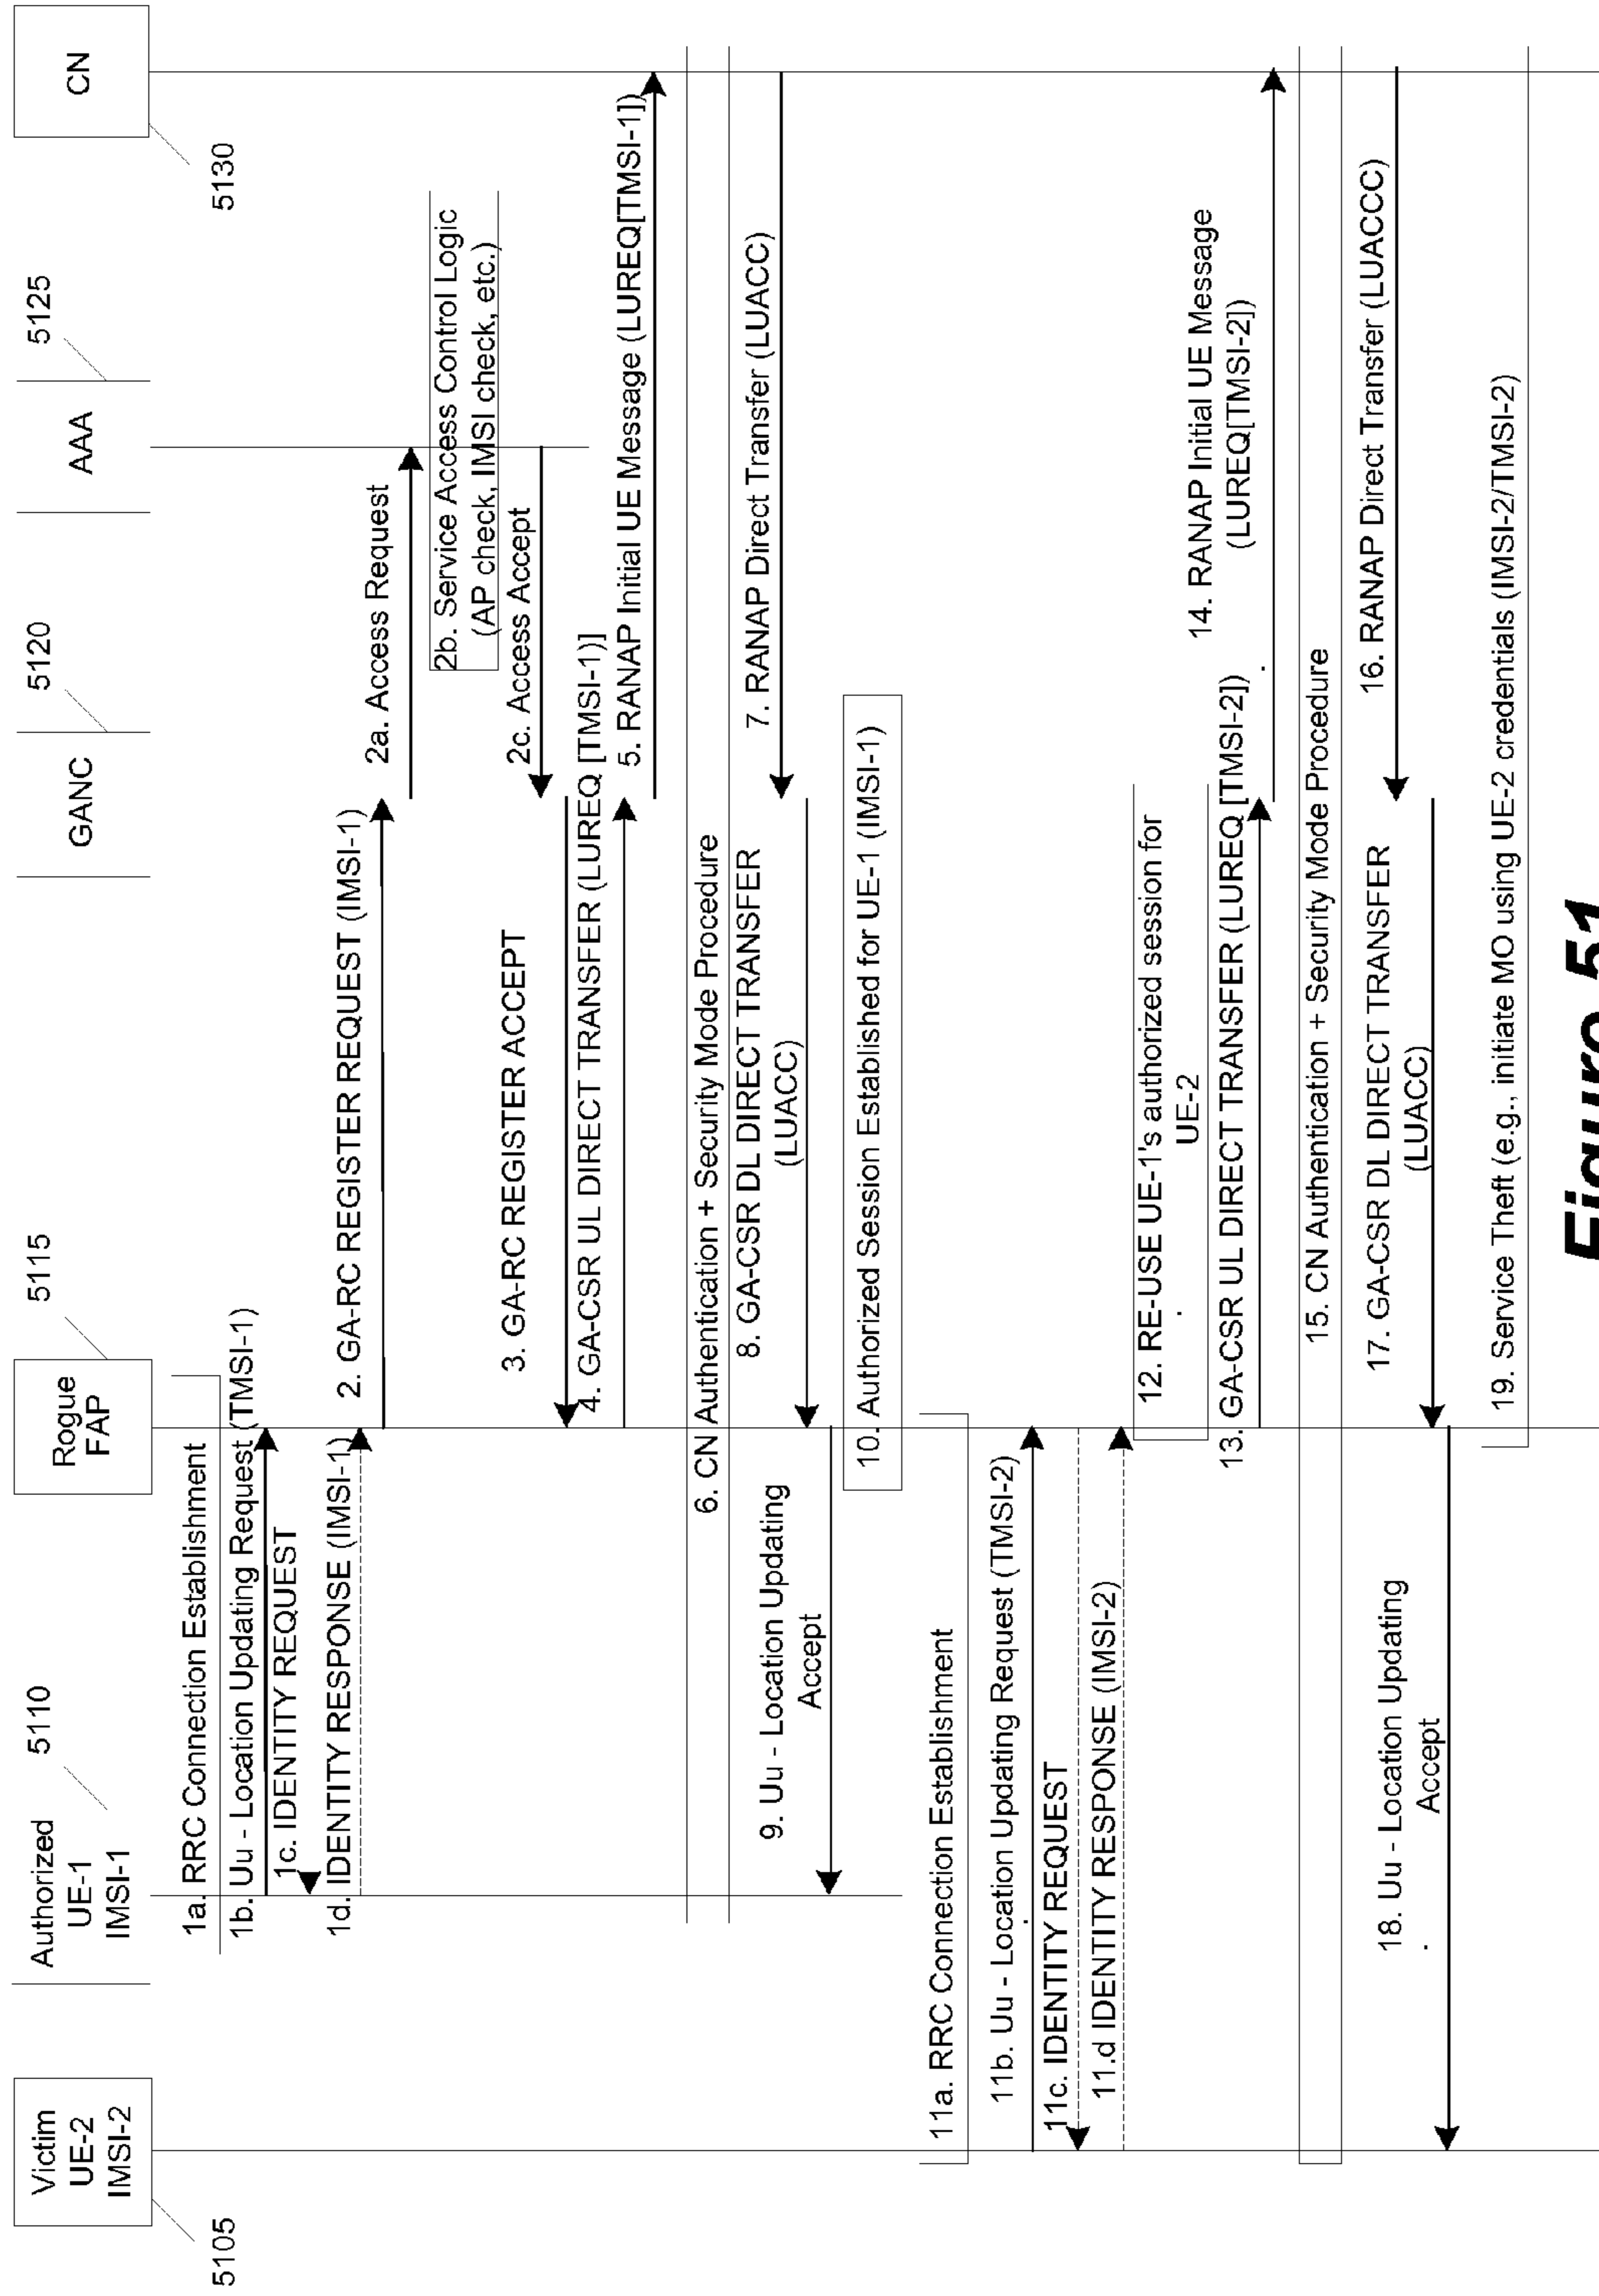 Victim
UE-2
IMSI-2
5105
Authorized
UE-1
IMSI-1
5110
Rogue
FAP
5115
GANC
5120
AAA
5125
CN
5130
1a. RRC Connection Establishment
1b. Uu - Location Updating Request (TMSI-1)
1c. IDENTITY REQUEST
1d. IDENTITY RESPONSE (IMSI-1)
2. GA-RC REGISTER REQUEST (IMSI-1)
2a. Access Request
2b. Service Access Control Logic
(AP check, IMSI check, etc.)
2c. Access Accept
3. GA-RC REGISTER ACCEPT
4. GA-CSR UL DIRECT TRANSFER (LUREQ [TMSI-1)]
5. RANAP Initial UE Message (LUREQ[TMSI-1])
6. CN Authentication + Security Mode Procedure
7. RANAP Direct Transfer (LUACC)
8. GA-CSR DL DIRECT TRANSFER
(LUACC)
9. Uu - Location Updating
Accept
10. Authorized Session Established for UE-1 (IMSI-1)
11a. RRC Connection Establishment
11b. Uu - Location Updating Request (TMSI-2)
11c. IDENTITY REQUEST
11.d IDENTITY RESPONSE (IMSI-2)
12. RE-USE UE-1's authorized session for
UE-2
13. GA-CSR UL DIRECT TRANSFER (LUREQ [TMSI-2])
14. RANAP Initial UE Message
(LUREQ[TMSI-2])
15. CN Authentication + Security Mode Procedure
16. RANAP Direct Transfer (LUACCC)
17. GA-CSR DL DIRECT TRANSFER
(LUACC)
18. Uu - Location Updating
Accept
19. Service Theft (e.g., initiate MO using UE-2 credentials (IMSI-2/TMSI-2)
Figure 51